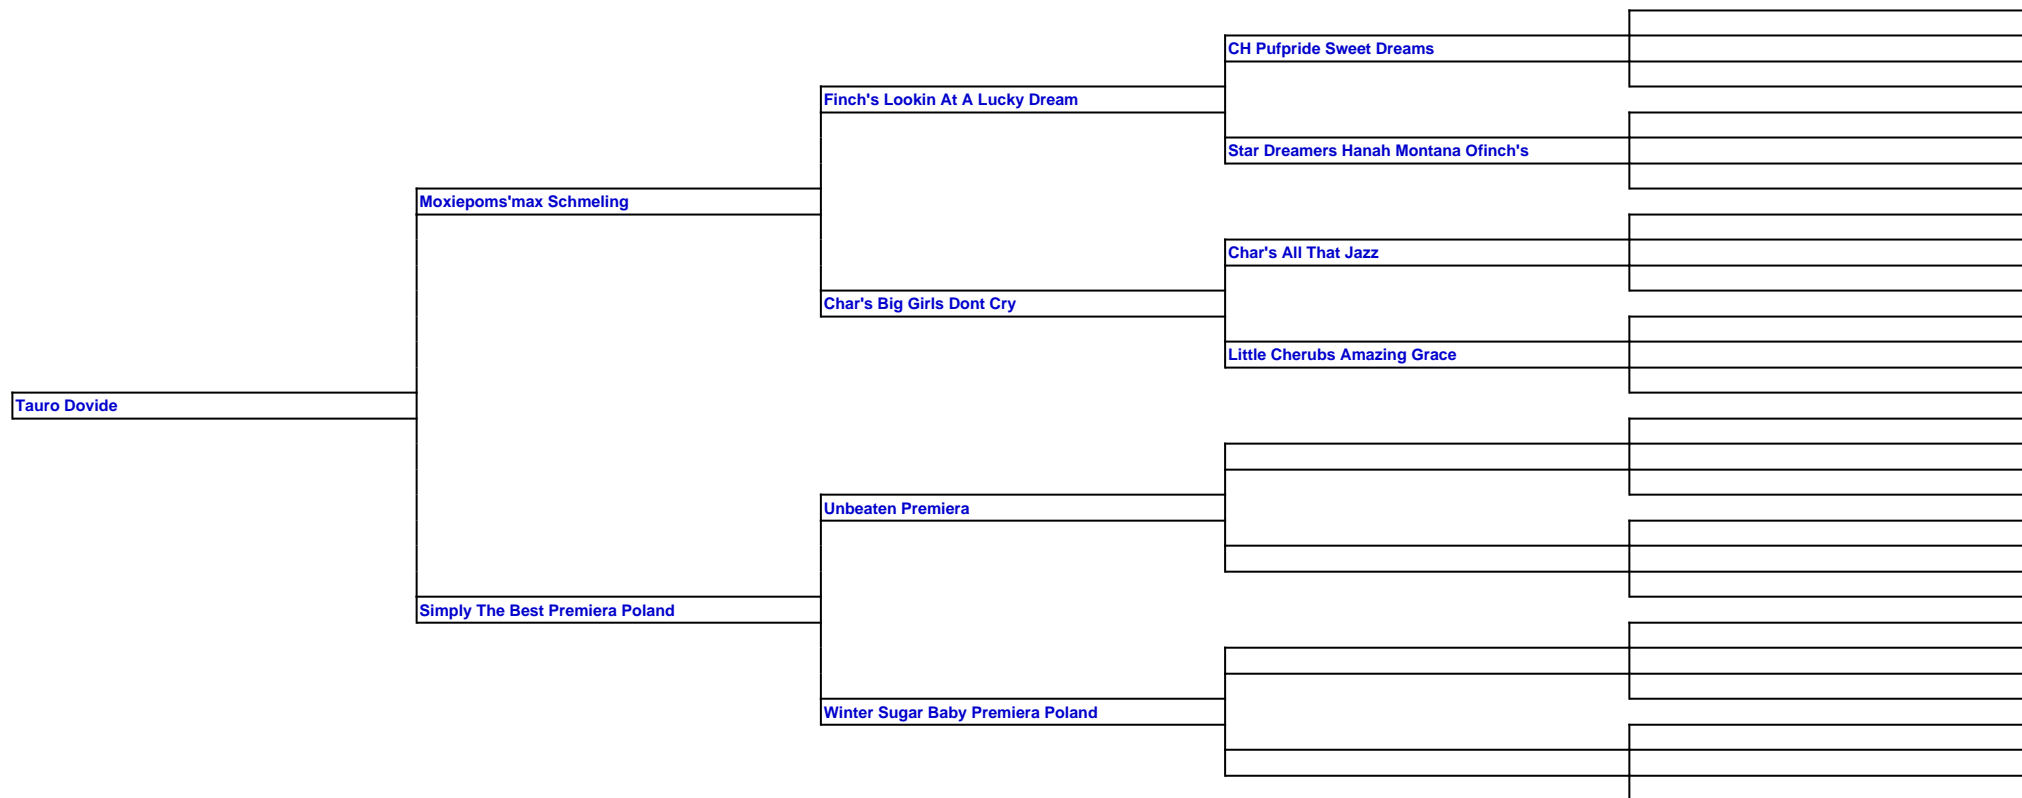 CH Pufpride Sweet Dreams
Finch's Lookin At A Lucky Dream
Star Dreamers Hanah Montana Ofinch's
Moxiepoms'max Schmeling
Char's All That Jazz
Char's Big Girls Dont Cry
Little Cherubs Amazing Grace
Tauro Dovide
Unbeaten Premiera
Simply The Best Premiera Poland
Winter Sugar Baby Premiera Poland